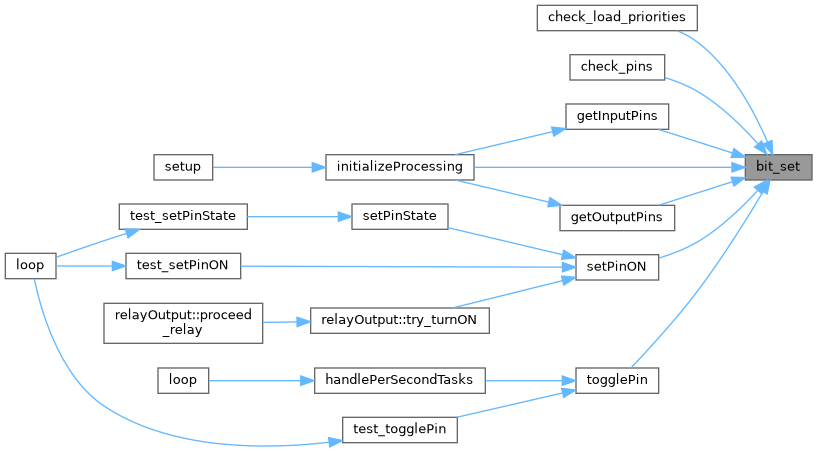 check_load_priorities
check_pins
getInputPins
setup
initializeProcessing
bit_set
getOutputPins
test_setPinState
setPinState
loop
test_setPinON
setPinON
relayOutput::proceed
_relay
relayOutput::try_turnON
loop
handlePerSecondTasks
togglePin
test_togglePin